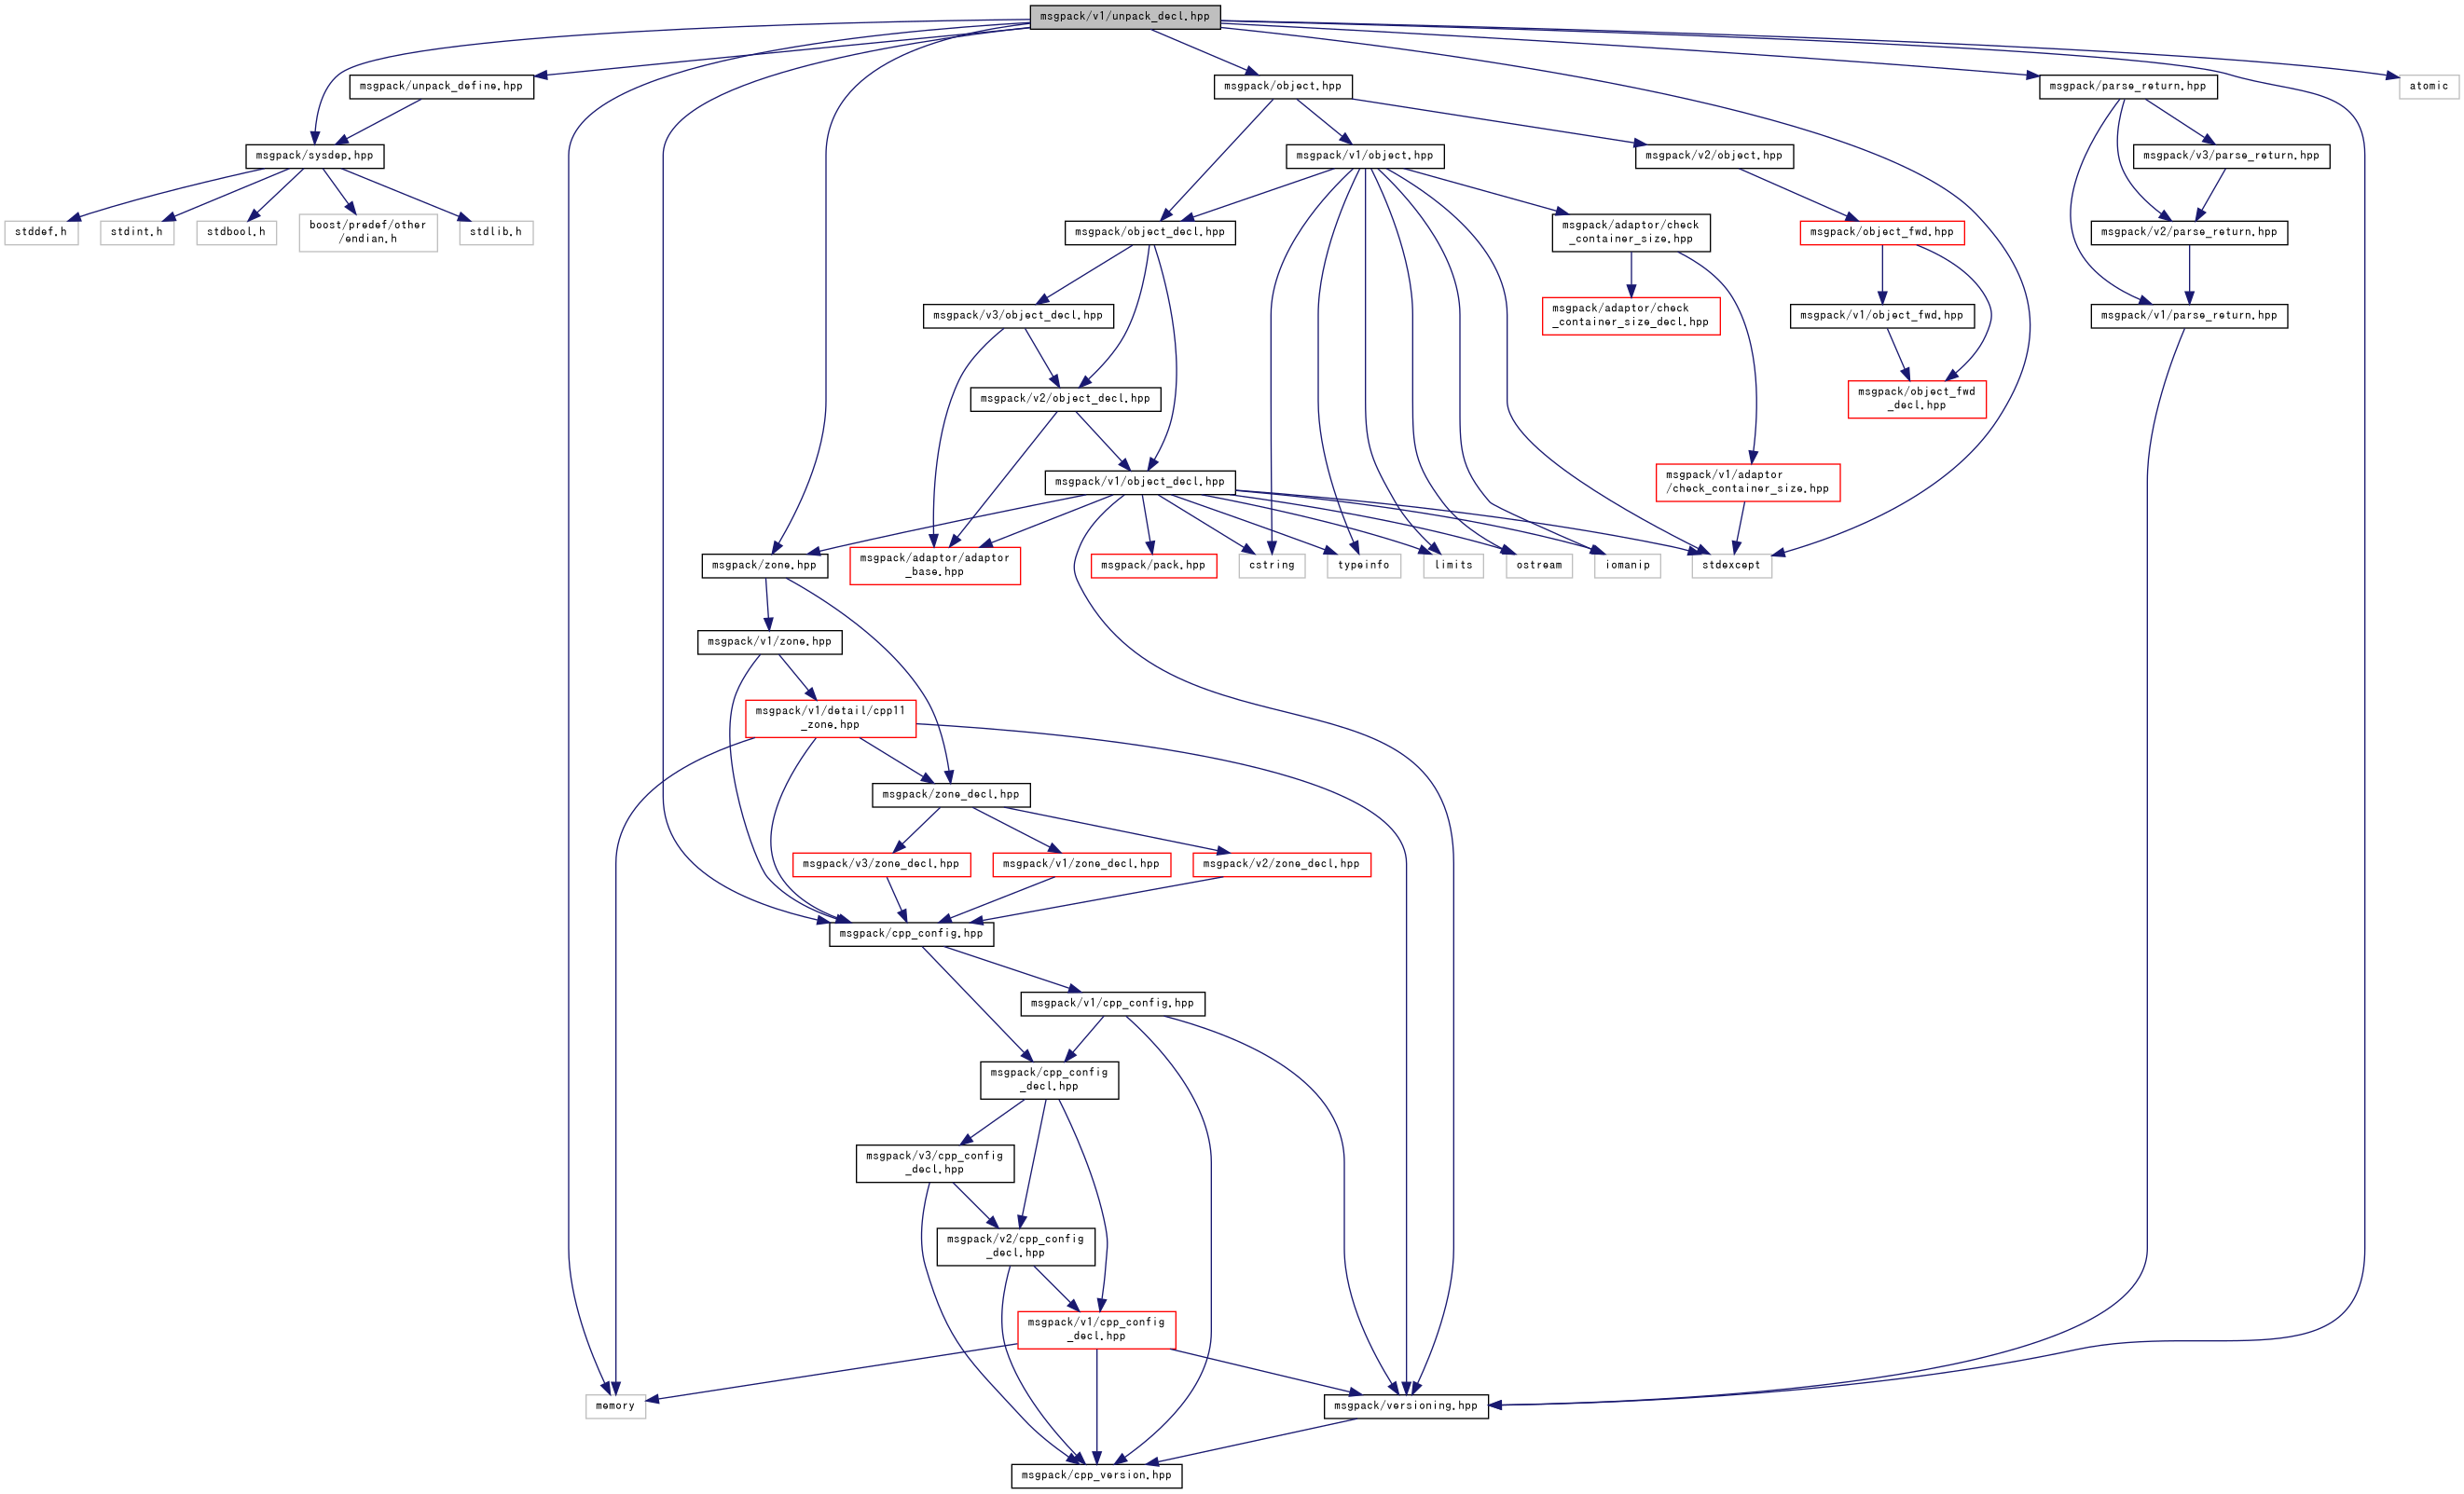 msgpack/v1/unpack_decl.hpp
msgpack/unpack_define.hpp
msgpack/object.hpp
msgpack/parse_return.hpp
atomic
msgpack/sysdep.hpp
msgpack/v1/object.hpp
msgpack/v2/object.hpp
msgpack/v3/parse_return.hpp
stddef.h
stdint.h
stdbool.h
boost/predef/other
/endian.h
stdlib.h
msgpack/object_decl.hpp
msgpack/adaptor/check
_container_size.hpp
msgpack/object_fwd.hpp
msgpack/v2/parse_return.hpp
msgpack/v3/object_decl.hpp
msgpack/adaptor/check
_container_size_decl.hpp
msgpack/v1/object_fwd.hpp
msgpack/v1/parse_return.hpp
msgpack/v2/object_decl.hpp
msgpack/object_fwd
_decl.hpp
msgpack/v1/object_decl.hpp
msgpack/v1/adaptor
/check_container_size.hpp
msgpack/zone.hpp
msgpack/adaptor/adaptor
_base.hpp
msgpack/pack.hpp
cstring
typeinfo
limits
ostream
iomanip
stdexcept
msgpack/v1/zone.hpp
msgpack/v1/detail/cpp11
_zone.hpp
msgpack/zone_decl.hpp
msgpack/v3/zone_decl.hpp
msgpack/v1/zone_decl.hpp
msgpack/v2/zone_decl.hpp
msgpack/cpp_config.hpp
msgpack/v1/cpp_config.hpp
msgpack/cpp_config
_decl.hpp
msgpack/v3/cpp_config
_decl.hpp
msgpack/v2/cpp_config
_decl.hpp
msgpack/v1/cpp_config
_decl.hpp
memory
msgpack/versioning.hpp
msgpack/cpp_version.hpp